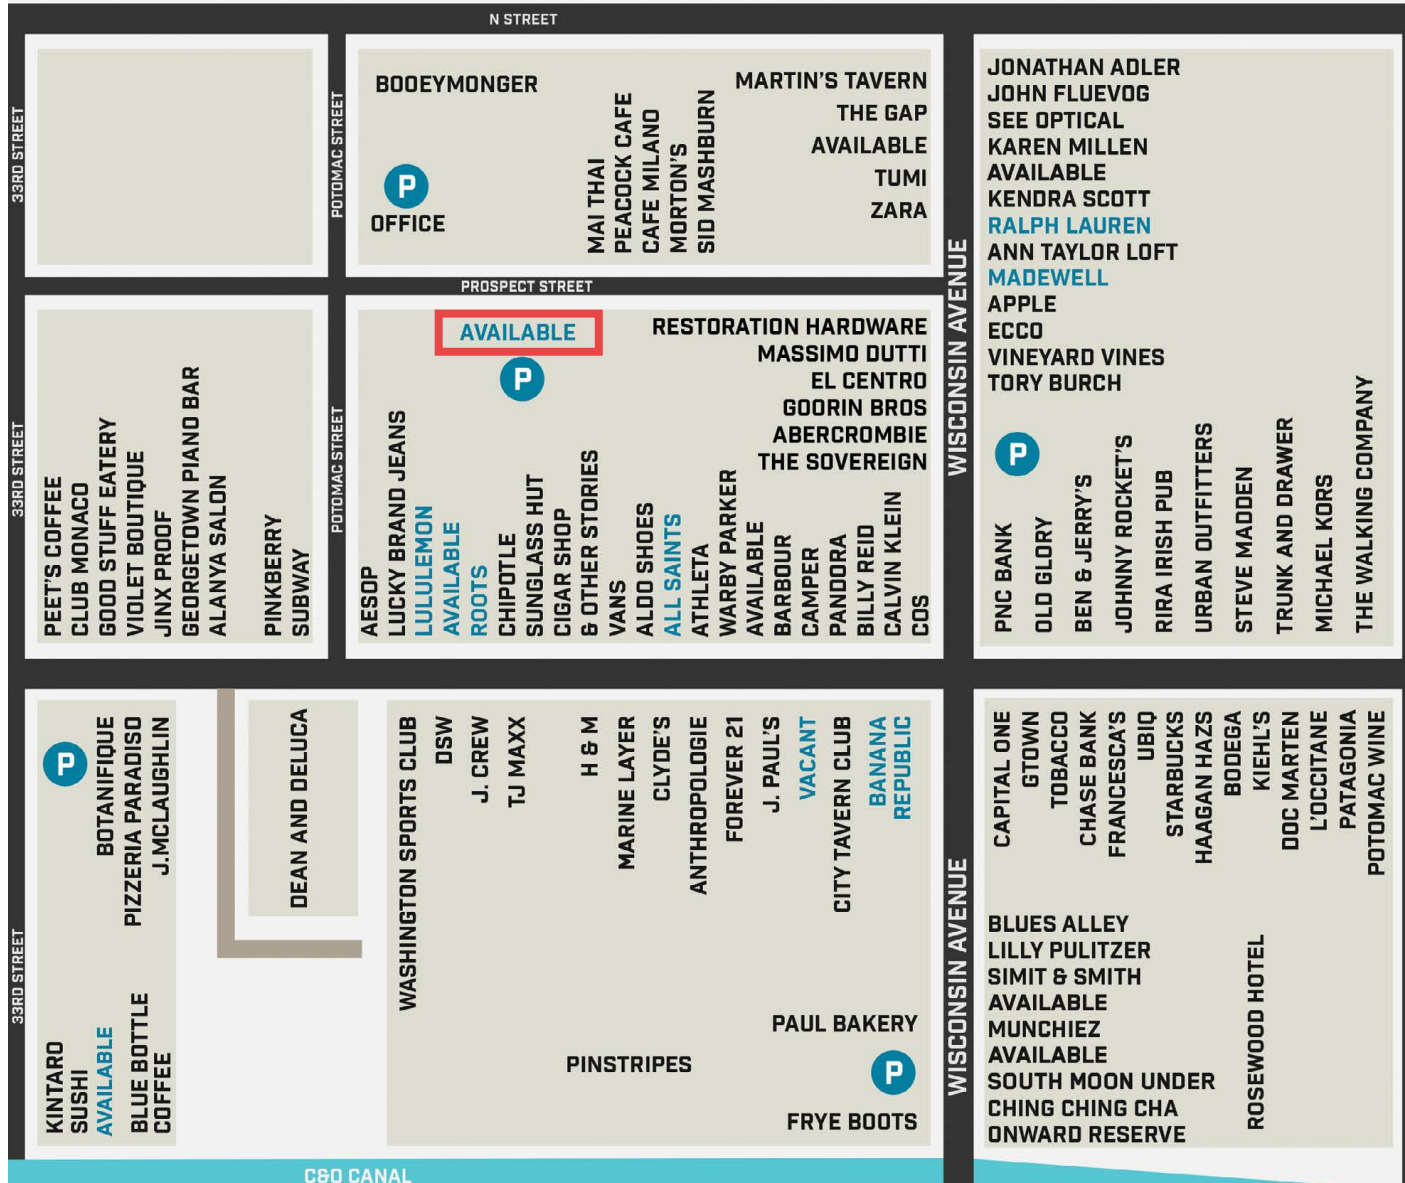 N STREET
33RD STREET
POTOMAC STREET
BOOEYMONGER
P
OFFICE
MAI THAI
PEACOCK CAFE
CAFE MILANO
MORTON'S
SID MASHBURN
MARTIN'S TAVERN
THE GAP
AVAILABLE
TUMI
ZARA
WISCONSIN AVENUE
JONATHAN ADLER
JOHN FLUEVOG
SEE OPTICAL
KAREN MILLEN
AVAILABLE
KENDRA SCOTT
RALPH LAUREN
ANN TAYLOR LOFT
MADEWELL
APPLE
ECCO
VINEYARD VINES
TORY BURCH
P
PNC BANK
OLD GLORY
BEN & JERRY'S
JOHNNY ROCKET'S
RIRA IRISH PUB
URBAN OUTFITTERS
STEVE MADDEN
TRUNK AND DRAWER
MICHAEL KORS
THE WALKING COMPANY
PROSPECT STREET
33RD STREET
PEET'S COFFEE
CLUB MONACO
GOOD STUFF EATERY
VIOLET BOUTIQUE
JINX PROOF
GEORGETOWN PIANO BAR
ALANYA SALON
PINKBERRY
SUBWAY
POTOMAC STREET
AVAILABLE
P
RESTORATION HARDWARE
MASSIMO DUTTI
EL CENTRO
GOORIN BROS
ABERCROMBIE
THE SOVEREIGN
AESOP
LUCKY BRAND JEANS
LULULEMON
AVAILABLE
ROOTS
CHIPOTLE
SUNGLASS HUT
CIGAR SHOP
& OTHER STORIES
VANS
ALDO SHOES
ALL SAINTS
ATHLETA
WARBY PARKER
AVAILABLE
BARBOUR
CAMPER
PANDORA
BILLY REID
CALVIN KLEIN
COS
33RD STREET
P
BOTANIFIQUE
PIZZERIA PARADISO
J.MCLAUGHLIN
KINTARO
SUSHI
AVAILABLE
BLUE BOTTLE
COFFEE
DEAN AND DELUCA
WASHINGTON SPORTS CLUB
DSW
J. CREW
TJ MAXX
H & M
MARINE LAYER
CLYDE'S
ANTHROPOLOGIE
FOREVER 21
J. PAUL'S
VACANT
CITY TAVERN CLUB
BANANA
REPUBLIC
PAUL BAKERY
PINSTRIPES
P
FRYE BOOTS
WISCONSIN AVENUE
CAPITAL ONE
GTOWN
TOBACCO
CHASE BANK
FRANCESCA'S
UBIQ
STARBUCKS
HAAGAN HAZS
BODEGA
KIEHL'S
DOC MARTEN
L'OCCITANE
PATAGONIA
POTOMAC WINE
BLUES ALLEY
LILLY PULITZER
SIMIT & SMITH
AVAILABLE
MUNCHIEZ
AVAILABLE
SOUTH MOON UNDER
CHING CHING CHA
ONWARD RESERVE
ROSEWOOD HOTEL
C&O CANAL